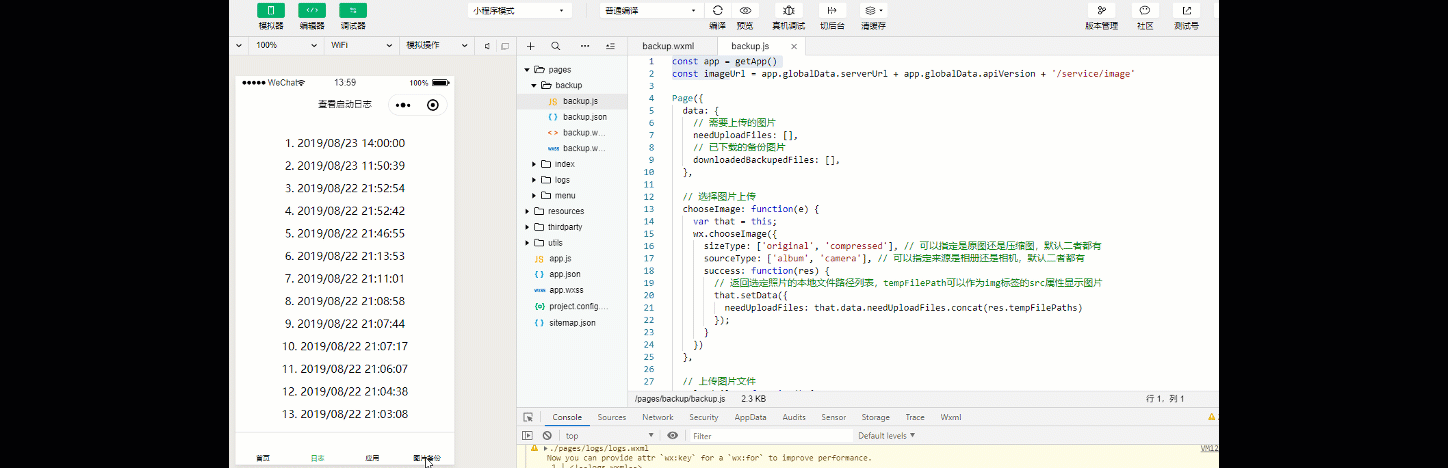 小程序模式
普通编译
模拟器 编辑器 调试器
编译 预览 真机调试 切后台 清缓存
版本管理 社区 测试号
100% WiFi 模拟操作
backup.wxml backup.js
WeChat 13:59 100%
查看启动日志
1. 2019/08/23 14:00:00
2. 2019/08/23 11:50:39
3. 2019/08/22 21:52:54
4. 2019/08/22 21:52:42
5. 2019/08/22 21:46:55
6. 2019/08/22 21:13:53
7. 2019/08/22 21:11:01
8. 2019/08/22 21:08:58
9. 2019/08/22 21:07:44
10. 2019/08/22 21:07:17
11. 2019/08/22 21:06:07
12. 2019/08/22 21:04:38
13. 2019/08/22 21:03:08
首页 日志 应用 图片备份
pages
backup
backup.js
backup.json
backup.w...
backup.w...
index
logs
menu
resources
thirdparty
utils
app.js
app.json
app.wxss
project.config....
sitemap.json
1 const app = getApp()
2 const imageUrl = app.globalData.serverUrl + app.globalData.apiVersion + '/service/image'
3
4 Page({
5 data: {
6 // 需要上传的图片
7 needUploadFiles: [],
8 // 已下载的备份图片
9 downloadedBackupedFiles: [],
10 },
11
12 // 选择图片上传
13 chooseImage: function(e) {
14 var that = this;
15 wx.chooseImage({
16 sizeType: ['original', 'compressed'], // 可以指定是原图还是压缩图，默认二者都有
17 sourceType: ['album', 'camera'], // 可以指定来源是相册还是相机，默认二者都有
18 success: function(res) {
19 // 返回选定照片的本地文件路径列表，tempFilePath可以作为img标签的src属性显示图片
20 that.setData({
21 needUploadFiles: that.data.needUploadFiles.concat(res.tempFilePaths)
22 });
23 }
24 })
25 },
26
27 // 上传图片文件
/pages/backup/backup.js 2.3 KB 行 1，列 1
Console Sources Network Security AppData Audits Sensor Storage Trace Wxml
top Filter Default levels
./pages/logs/logs.wxml VM12
Now you can provide attr `wx:key` for a `wx:for` to improve performance.
1 | <!--logs.wxml-->